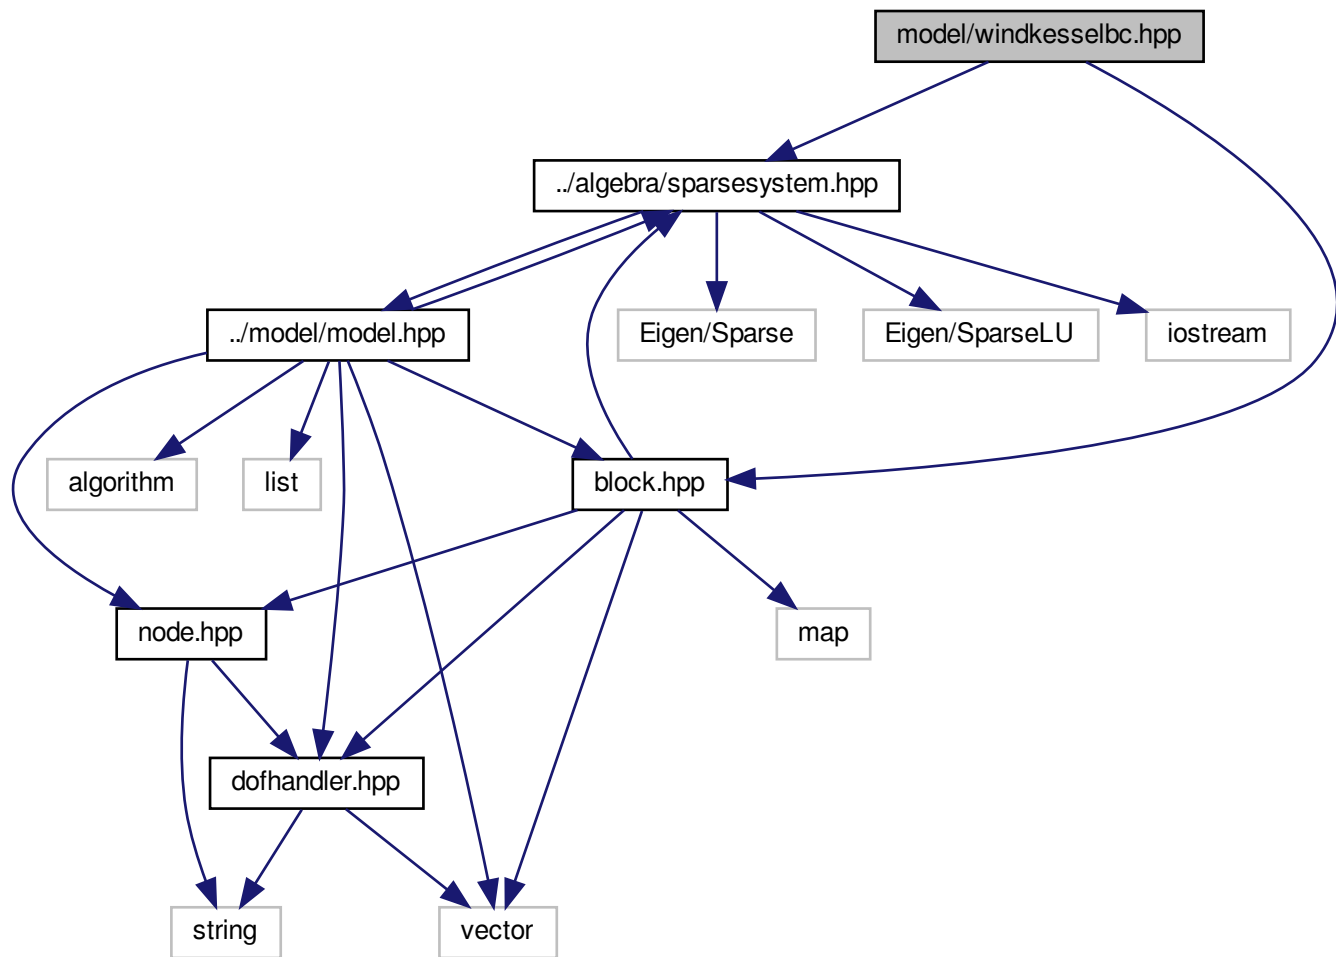 model/windkesselbc.hpp
../algebra/sparsesystem.hpp
../model/model.hpp
Eigen/Sparse
Eigen/SparseLU
iostream
algorithm
list
block.hpp
node.hpp
map
dofhandler.hpp
string
vector